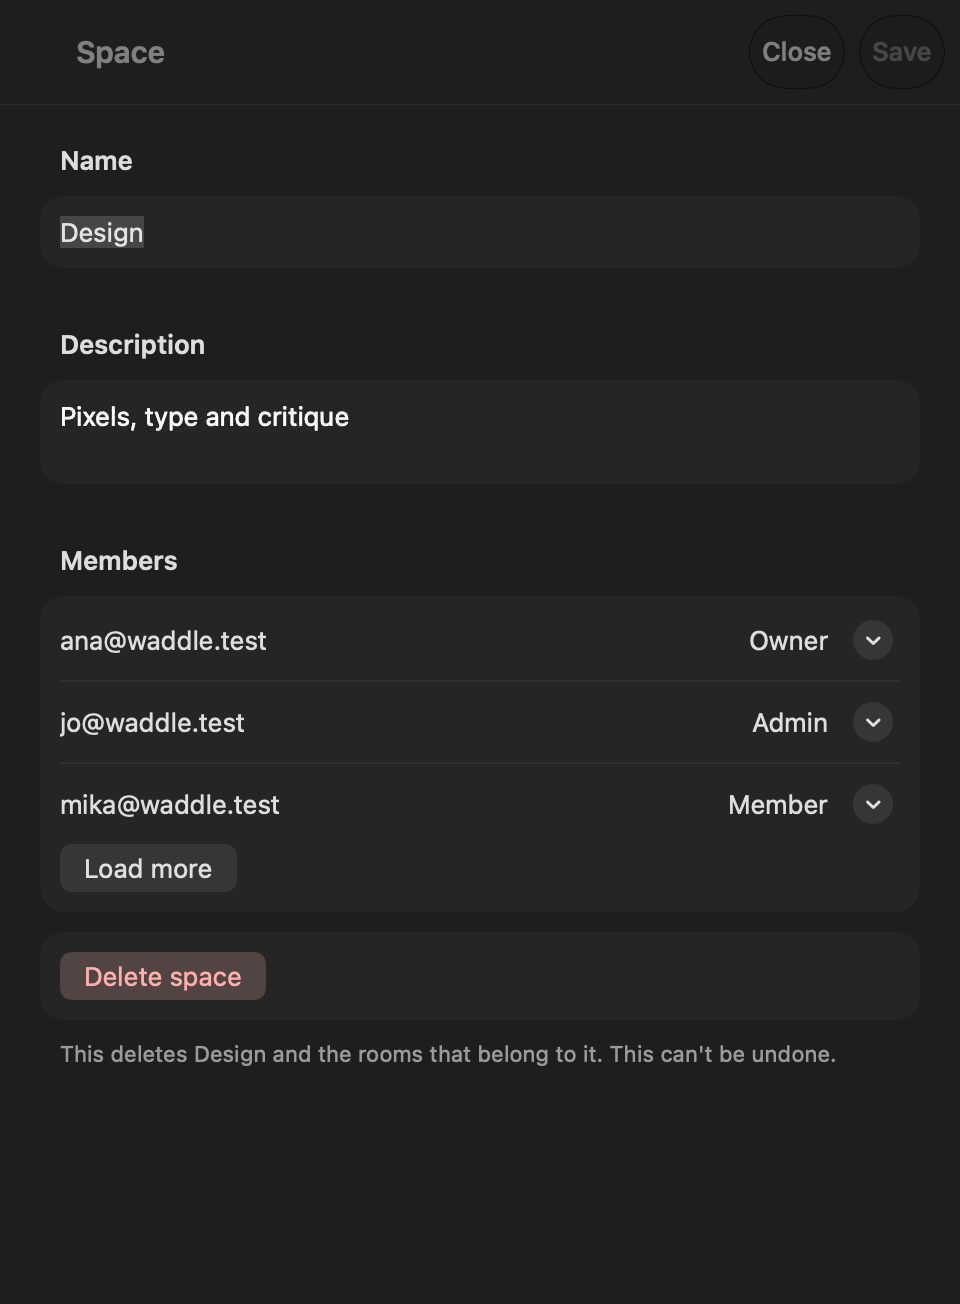 Space
Close
Save
Name
Design
Description
Pixels, type and critique
Members
ana@waddle.test
Owner
jo@waddle.test
Admin
mika@waddle.test
Member
Load more
Delete space
This deletes Design and the rooms that belong to it. This can't be undone.